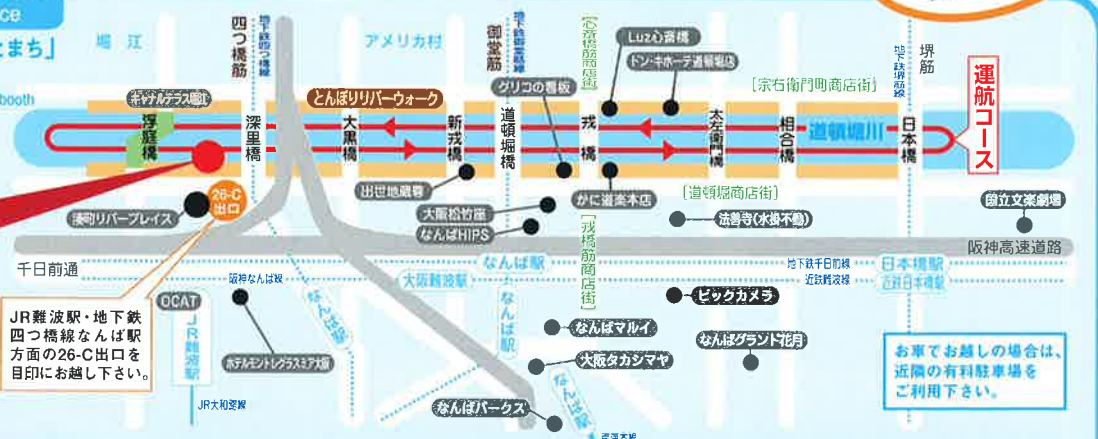 ce
とまち」
booth
堀江
四つ橋筋
地下鉄四つ橋線
アメリカ村
御堂筋
地下鉄御堂筋線
[心斎橋筋商店街]
Luz心斎橋
ドン・キホーテ道頓堀店
グリコの看板
[宗右衛門町商店街]
地下鉄堺筋線
堺筋
運航コース
キャナルテラス堀江
とんぼりリバーウォーク
浮庭橋
深里橋
大黒橋
新戎橋
道頓堀橋
戎橋
太左衛門橋
相合橋
道頓堀川
日本橋
26-C
出口
湊町リバープレイス
出世地蔵尊
大阪松竹座
なんばHIPS
かに道楽本店
[道頓堀商店街]
法善寺(水掛不動)
国立文楽劇場
[戎橋筋商店街]
阪神高速道路
千日前通
なんば駅
地下鉄千日前線
日本橋駅
阪神なんば線
大阪難波駅
近鉄難波線
近鉄日本橋駅
OCAT
JR難波駅
JR大和路線
ホテルモントレグラスミア大阪
なんば駅
なんば駅
ビックカメラ
なんばマルイ
大阪タカシマヤ
なんばグランド花月
なんばパークス
なんば駅
JR難波駅・地下鉄
四つ橋線なんば駅
方面の26-C出口を
目印にお越し下さい。
お車でお越しの場合は、
近隣の有料駐車場を
ご利用下さい。